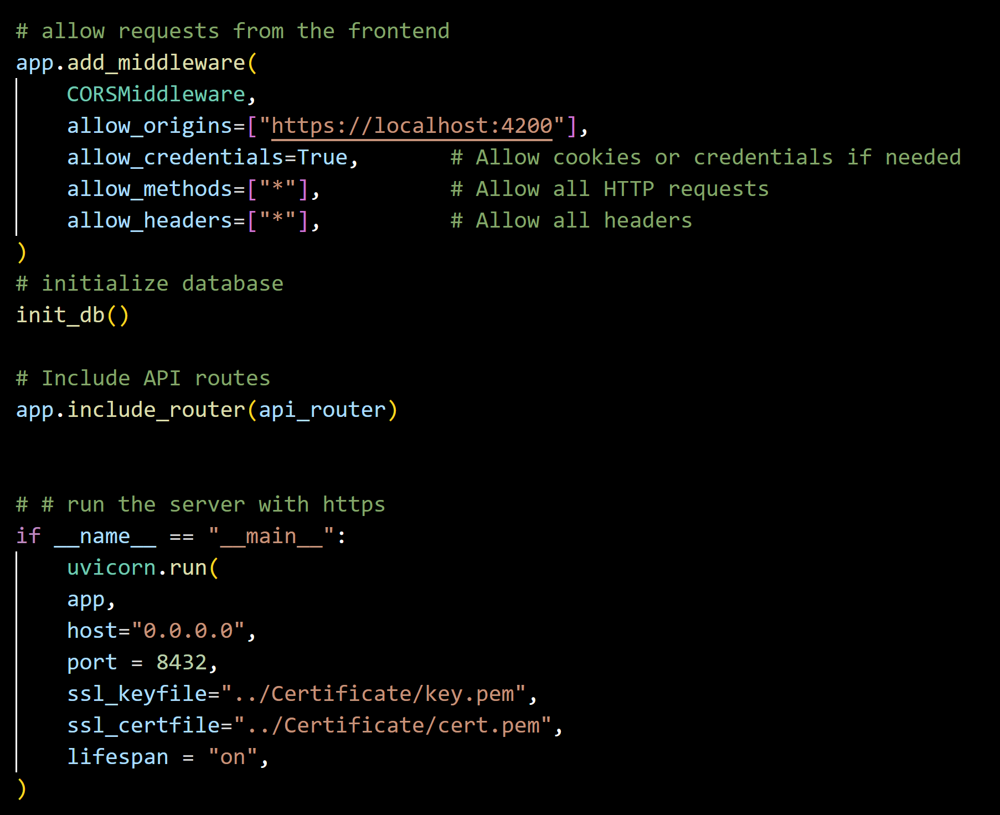 # allow requests from the frontend
app.add_middleware(
    CORSMiddleware,
    allow_origins=["https://localhost:4200"],
    allow_credentials=True,       # Allow cookies or credentials if needed
    allow_methods=["*"],          # Allow all HTTP requests
    allow_headers=["*"],          # Allow all headers
)
# initialize database
init_db()

# Include API routes
app.include_router(api_router)


# # run the server with https
if __name__ == "__main__":
    uvicorn.run(
    app,
    host="0.0.0.0",
    port = 8432,
    ssl_keyfile="../Certificate/key.pem",
    ssl_certfile="../Certificate/cert.pem",
    lifespan = "on",
)